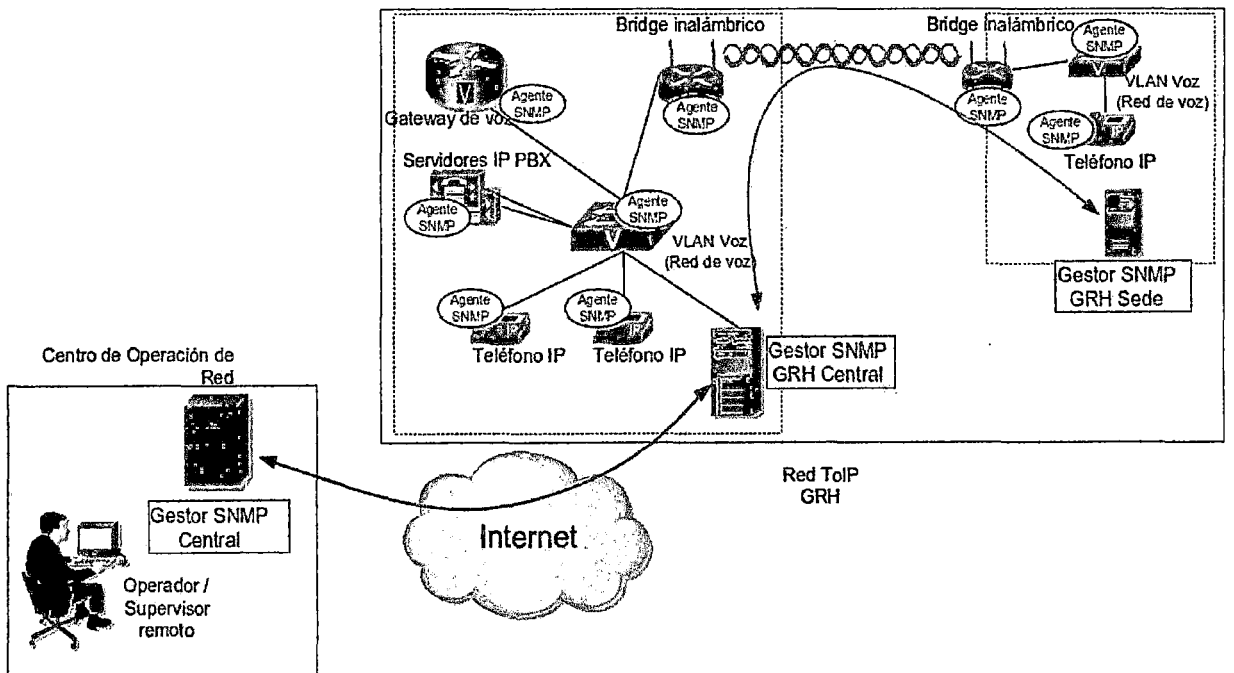 Bridge inalámbrico
Bridge inalámbrico
Agente
SNMP
V
VLAN Voz
(Red de voz)
Agente
SNMP
V
Agente
SNMP
Gateway de voz
Agente
SNMP
Agente
SNMP
Teléfono IP
Servidores IP PBX
Agente
SNMP
Agente
SNMP
V
VLAN Voz
(Red de voz)
Gestor SNMP
GRH Sede
Agente
SNMP
IP
Teléfono IP
Agente
SNMP
IP
Teléfono IP
Gestor SNMP
GRH Central
Centro de Operación de
Red
Gestor SNMP
Central
Operador /
Supervisor
remoto
Internet
Red ToIP
GRH